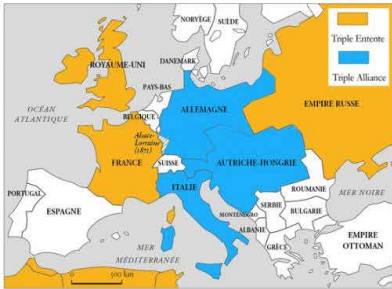 NORVÈGE
SUÈDE
Triple Entente
Triple Alliance
DANEMARK
ROYAUME-UNI
PAYS-BAS
OCÉAN
ATLANTIQUE
ALLEMAGNE
EMPIRE RUSSE
BELGIQUE
Alsace-
Lorraine
(1871)
FRANCE
SUISSE
AUTRICHE-HONGRIE
ITALIE
ROUMANIE
MER NOIRE
PORTUGAL
ESPAGNE
SERBIE
BULGARIE
MONTÉNÉGRO
ALBANIE
EMPIRE
OTTOMAN
GRÈCE
MER
MÉDITERRANÉE
0 500 km